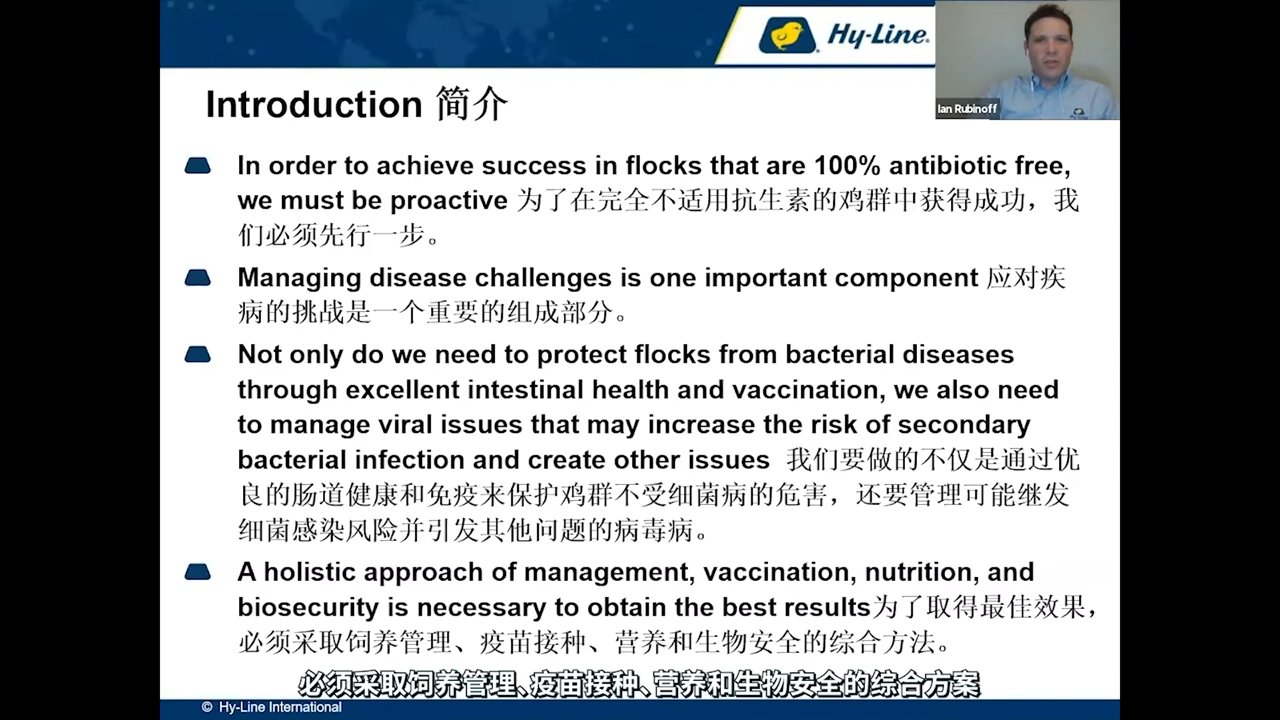 Hy-Line
Ian Rubinoff
Introduction 简介
In order to achieve success in flocks that are 100% antibiotic free,
we must be proactive 为了在完全不适用抗生素的鸡群中获得成功，我
们必须先行一步。
Managing disease challenges is one important component 应对疾
病的挑战是一个重要的组成部分。
Not only do we need to protect flocks from bacterial diseases
through excellent intestinal health and vaccination, we also need
to manage viral issues that may increase the risk of secondary
bacterial infection and create other issues 我们要做的不仅是通过优
良的肠道健康和免疫来保护鸡群不受细菌病的危害，还要管理可能继发
细菌感染风险并引发其他问题的病毒病。
A holistic approach of management, vaccination, nutrition, and
biosecurity is necessary to obtain the best results为了取得最佳效果，
必须采取饲养管理、疫苗接种、营养和生物安全的综合方法。
必须采取饲养管理、疫苗接种、营养和生物安全的综合方案
© Hy-Line International